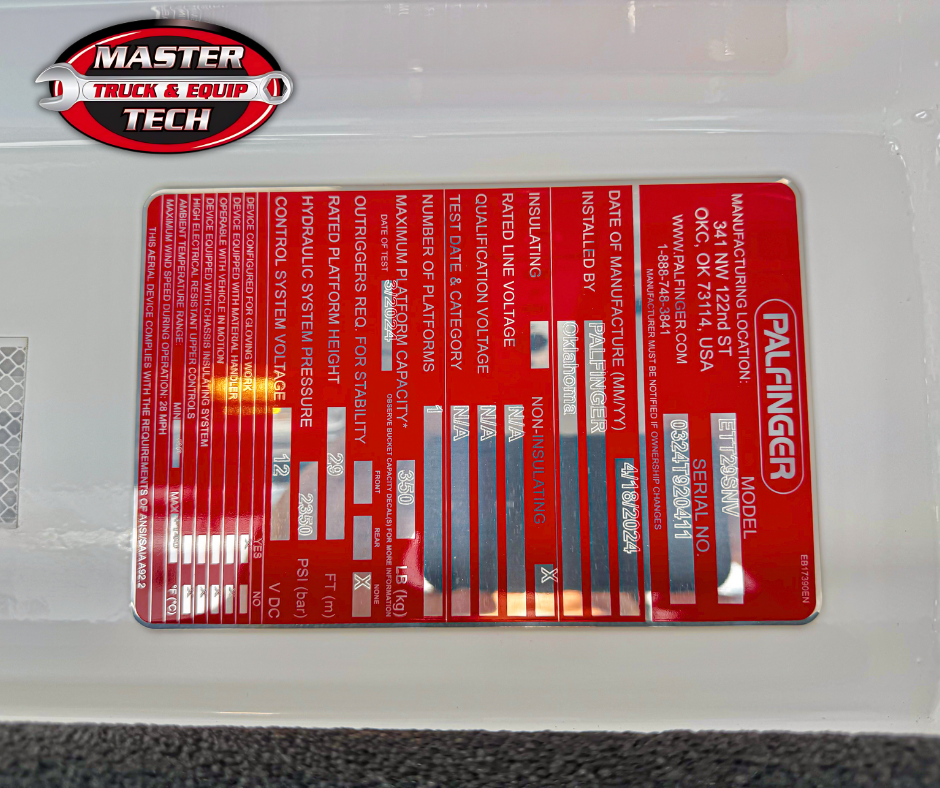 MASTER
TRUCK & EQUIP
TECH
PALFINGER
EB17390EN
MANUFACTURING LOCATION:
341 NW 122nd ST
OKC, OK 73114, USA
WWW.PALFINGER.COM
1-888-748-3841
MODEL
ETT29SNV
SERIAL NO.
0324T920411
MANUFACTURER MUST BE NOTIFIED IF OWNERSHIP CHANGES
DATE OF MANUFACTURE (MM/YY) 4/18/2024
INSTALLED BY PALFINGER
Oklahoma
INSULATING NON-INSULATING X
RATED LINE VOLTAGE N/A
QUALIFICATION VOLTAGE N/A
TEST DATE & CATEGORY N/A
NUMBER OF PLATFORMS 1
MAXIMUM PLATFORM CAPACITY* 350 LB (kg)
DATE OF TEST 3/2024 OBSERVE BUCKET CAPACITY DECAL(S) FOR MORE INFORMATION
OUTRIGGERS REQ. FOR STABILITY FRONT REAR X NONE
RATED PLATFORM HEIGHT 29 FT (m)
HYDRAULIC SYSTEM PRESSURE 2350 PSI (bar)
CONTROL SYSTEM VOLTAGE 12 V DC
YES NO
DEVICE CONFIGURED FOR GLOVING WORK X
DEVICE EQUIPPED WITH MATERIAL HANDLER X
OPERABLE WITH VEHICLE IN MOTION X
DEVICE EQUIPPED WITH CHASSIS INSULATING SYSTEM X
HIGH ELECTRICAL RESISTANT UPPER CONTROLS X
AMBIENT TEMPERATURE RANGE: MIN MAX °F (°C)
MAXIMUM WIND SPEED DURING OPERATION: 28 MPH
THIS AERIAL DEVICE COMPLIES WITH THE REQUIREMENTS OF ANSI/SAIA A92.2